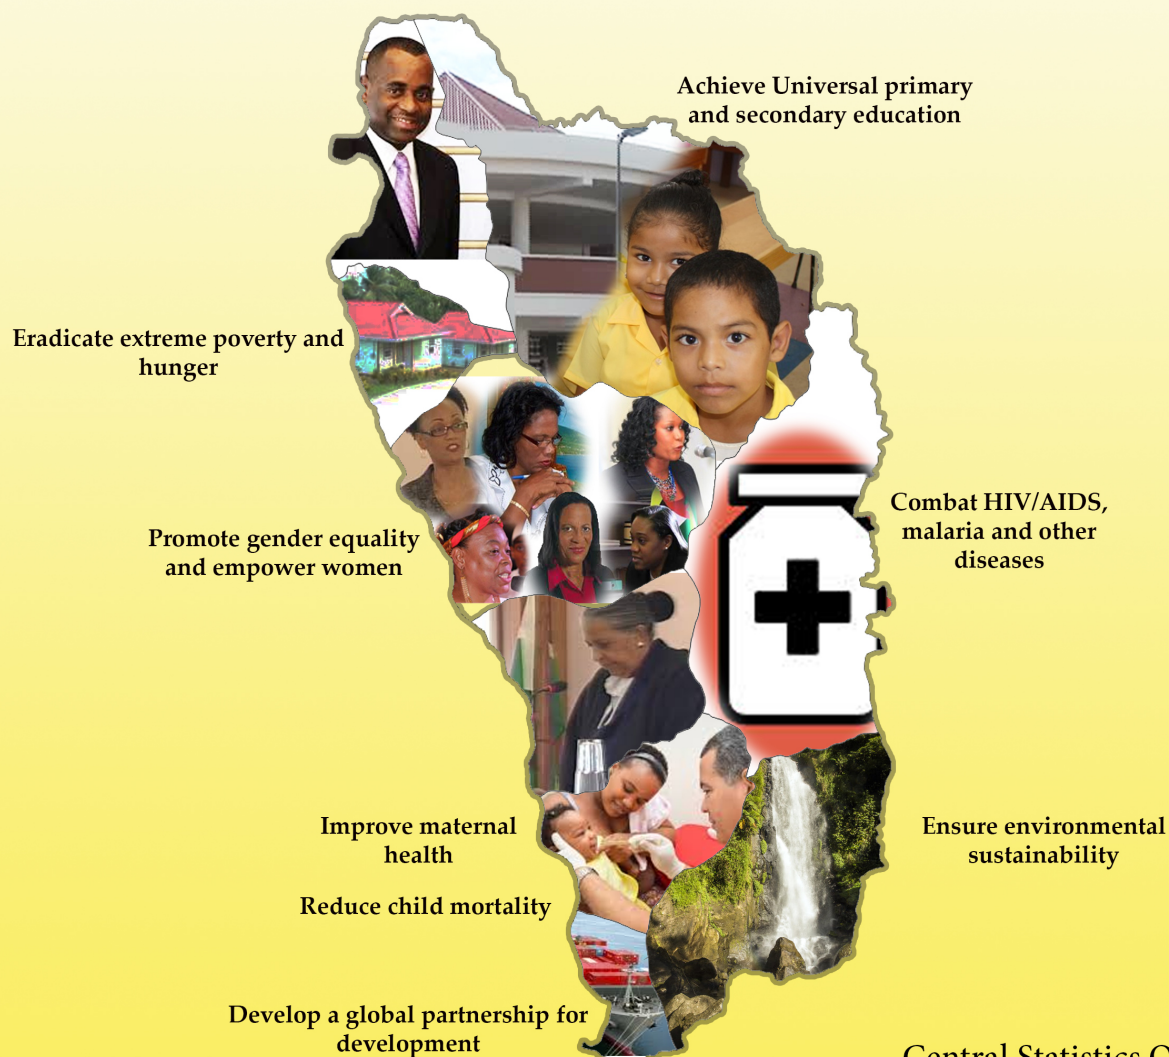 Achieve Universal primary
and secondary education
Eradicate extreme poverty and
hunger
Combat HIV/AIDS,
malaria and other
diseases
Promote gender equality
and empower women
Improve maternal
health
Ensure environmental
sustainability
Reduce child mortality
Develop a global partnership for
development
Central Statistics